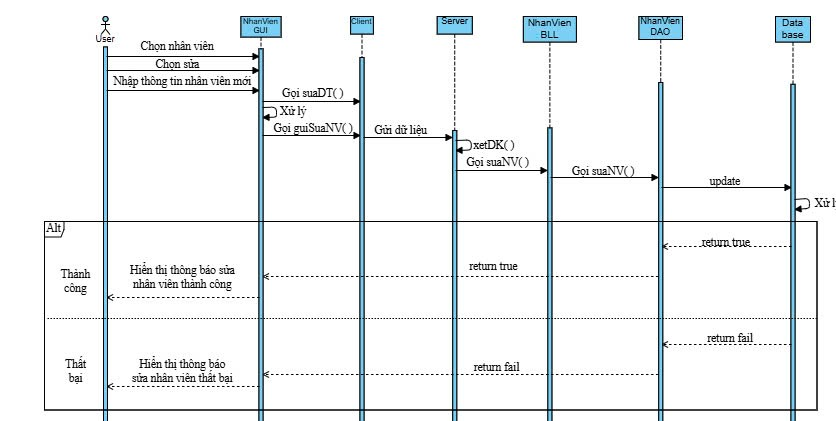 User
NhanVien
GUI
Client
Server
NhanVien
BLL
NhanVien
DAO
Data
base
Chọn nhân viên
Chọn sửa
Nhập thông tin nhân viên mới
Gọi suaDT( )
Xử lý
Gọi guiSuaNV( )
Gửi dữ liệu
xetDK( )
Gọi suaNV( )
Gọi suaNV( )
update
Xử l
Alt
return true
return true
Thành
công
Hiển thị thông báo sửa
nhân viên thành công
return fail
return fail
Thất
bại
Hiển thị thông báo
sửa nhân viên thất bại